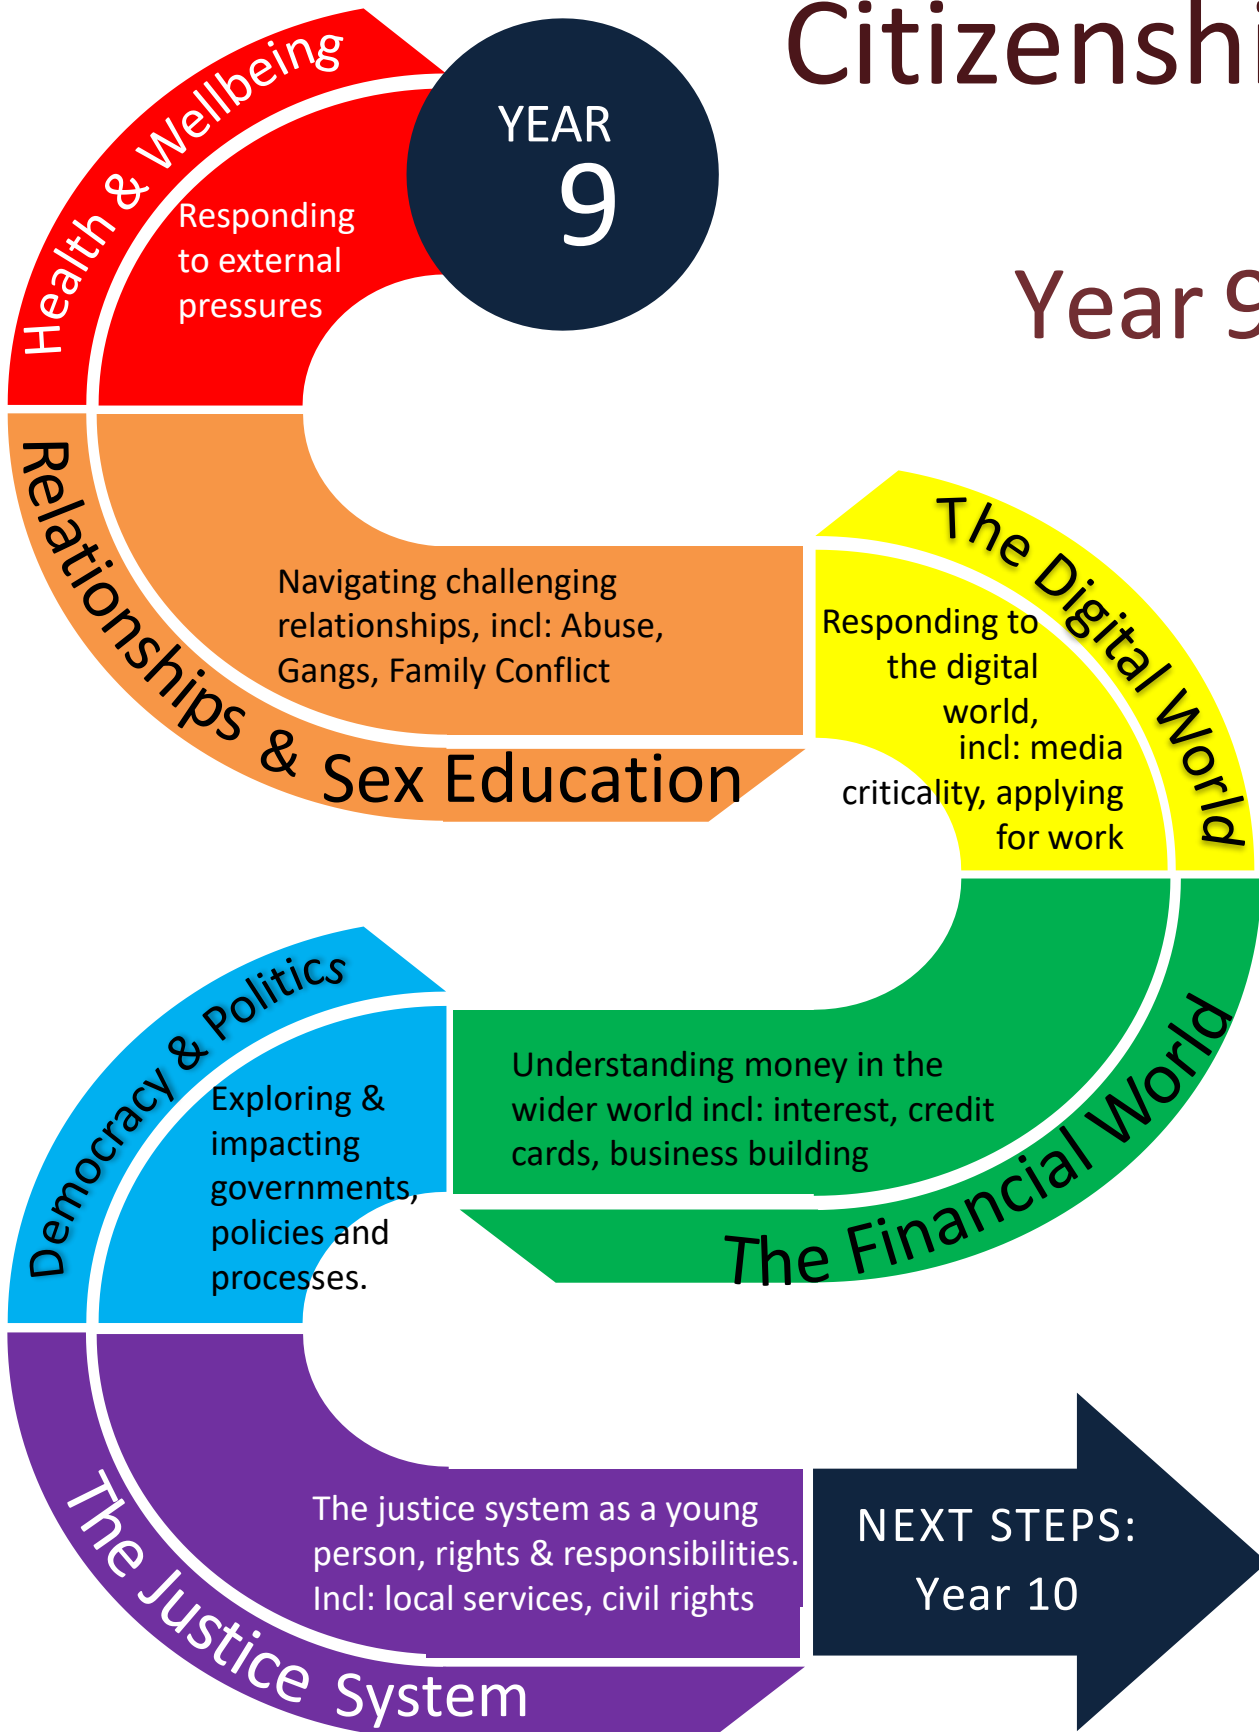 Citizenshi
YEAR
9
Year 9
Health & Wellbeing
Responding
to external
pressures
Relationships & Sex Education
Navigating challenging
relationships, incl: Abuse,
Gangs, Family Conflict
The Digital World
Responding to
the digital
world,
incl: media
criticality, applying
for work
The Financial World
Understanding money in the
wider world incl: interest, credit
cards, business building
Democracy & Politics
Exploring &
impacting
governments,
policies and
processes.
The Justice System
The justice system as a young
person, rights & responsibilities.
Incl: local services, civil rights
NEXT STEPS:
Year 10